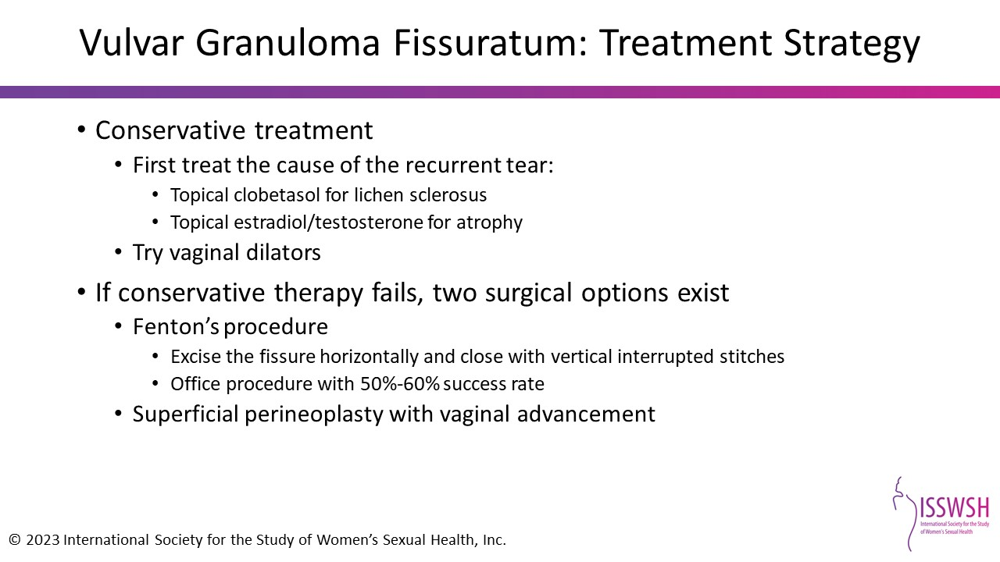 Vulvar Granuloma Fissuratum: Treatment Strategy
• Conservative treatment
• First treat the cause of the recurrent tear:
• Topical clobetasol for lichen sclerosus
• Topical estradiol/testosterone for atrophy
• Try vaginal dilators
• If conservative therapy fails, two surgical options exist
• Fenton’s procedure
• Excise the fissure horizontally and close with vertical interrupted stitches
• Office procedure with 50%-60% success rate
• Superficial perineoplasty with vaginal advancement
ISSWSH
International Society for the Study
of Women's Sexual Health
© 2023 International Society for the Study of Women’s Sexual Health, Inc.